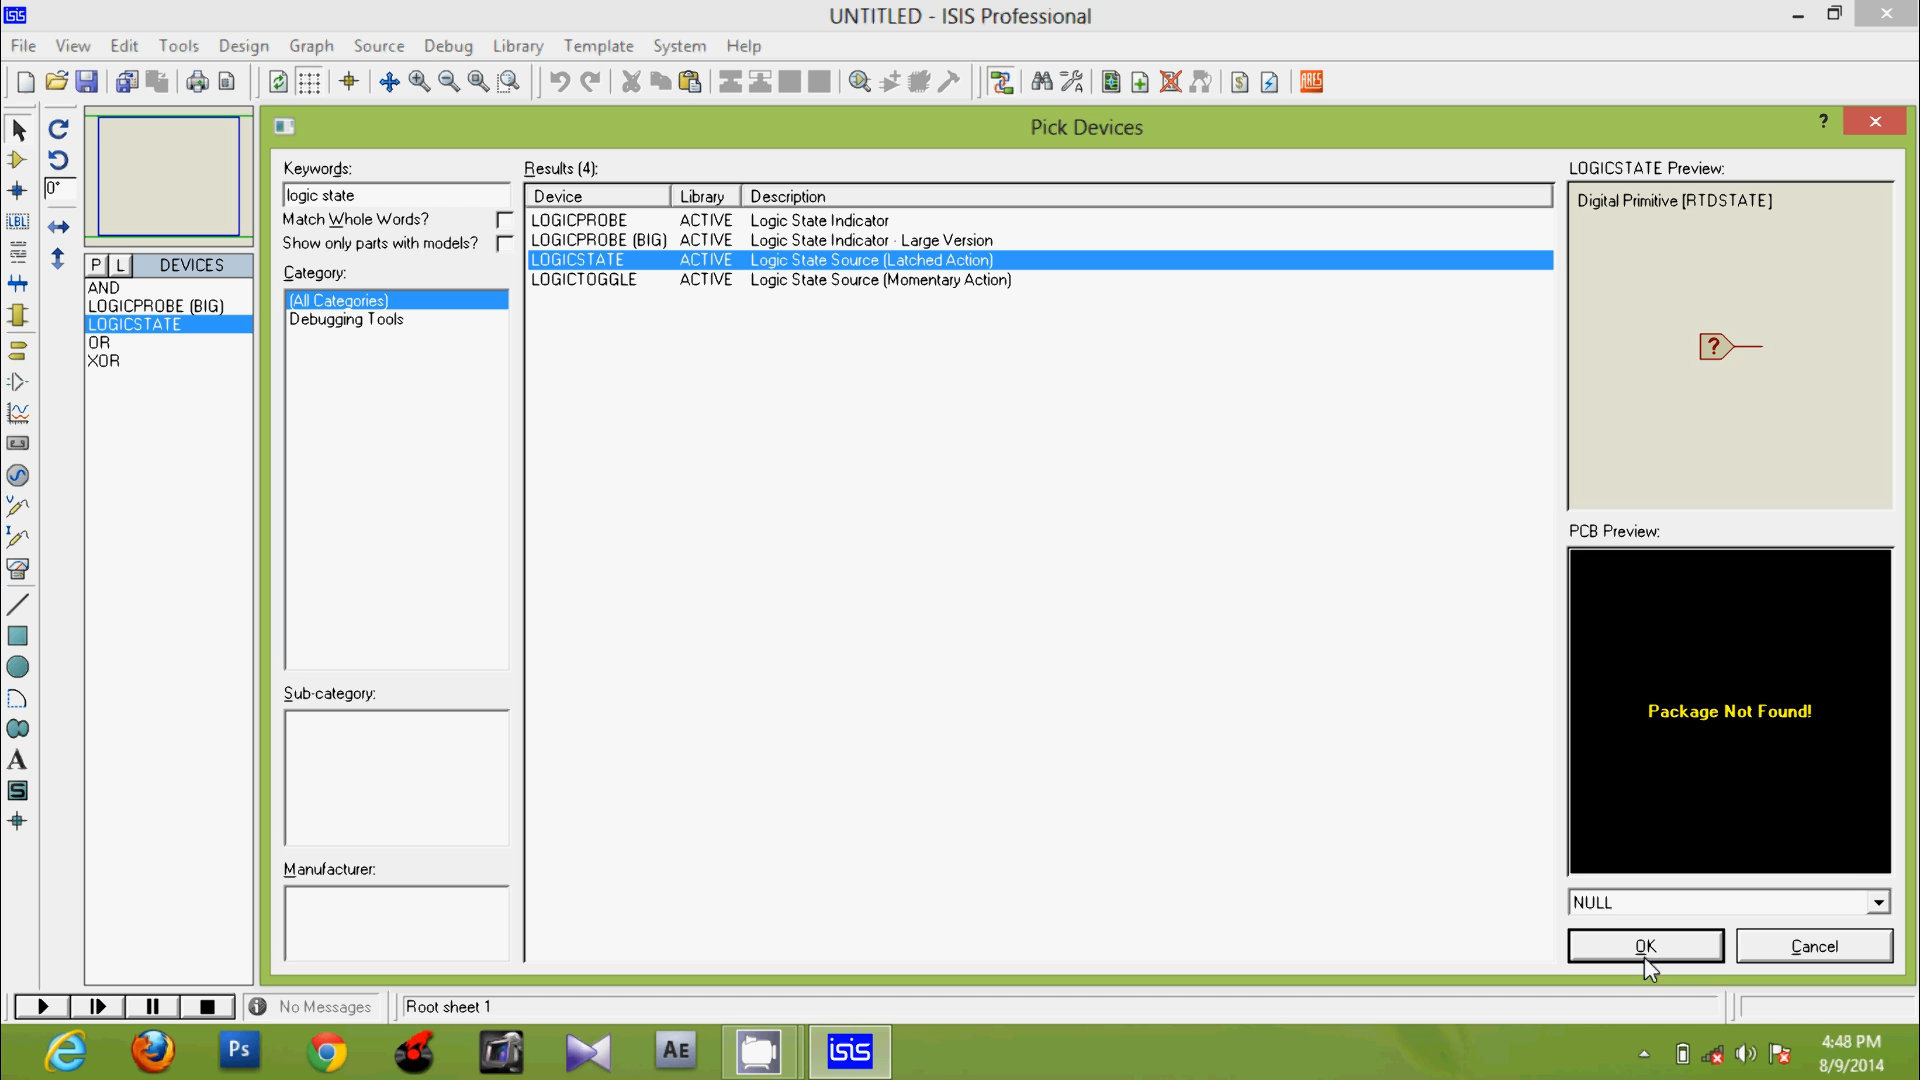 isis
UNTITLED - ISIS Professional
File View Edit Tools Design Graph Source Debug Library Template System Help
ARES
Pick Devices
?
0°
LBL
P L DEVICES
AND
LOGICPROBE (BIG)
LOGICSTATE
OR
XOR
Keywords:
logic state
Match Whole Words?
Show only parts with models?
Category:
(All Categories)
Debugging Tools
Sub-category:
Manufacturer:
Results (4):
Device Library Description
LOGICPROBE ACTIVE Logic State Indicator
LOGICPROBE (BIG) ACTIVE Logic State Indicator - Large Version
LOGICSTATE ACTIVE Logic State Source (Latched Action)
LOGICTOGGLE ACTIVE Logic State Source (Momentary Action)
LOGICSTATE Preview:
Digital Primitive [RTDSTATE]
?
PCB Preview:
Package Not Found!
NULL
OK Cancel
V
I
A
S
No Messages Root sheet 1
Ps AE isis
4:48 PM
8/9/2014